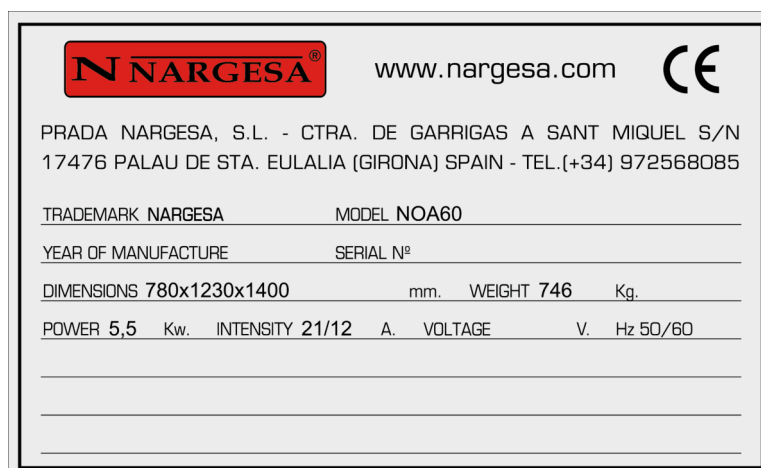 N NARGESA® www.nargesa.com CE
PRADA NARGESA, S.L. - CTRA. DE GARRIGAS A SANT MIQUEL S/N
17476 PALAU DE STA. EULALIA (GIRONA) SPAIN - TEL.(+34) 972568085
TRADEMARK NARGESA MODEL NOA60
YEAR OF MANUFACTURE SERIAL Nº
DIMENSIONS 780x1230x1400 mm. WEIGHT 746 Kg.
POWER 5,5 Kw. INTENSITY 21/12 A. VOLTAGE V. Hz 50/60